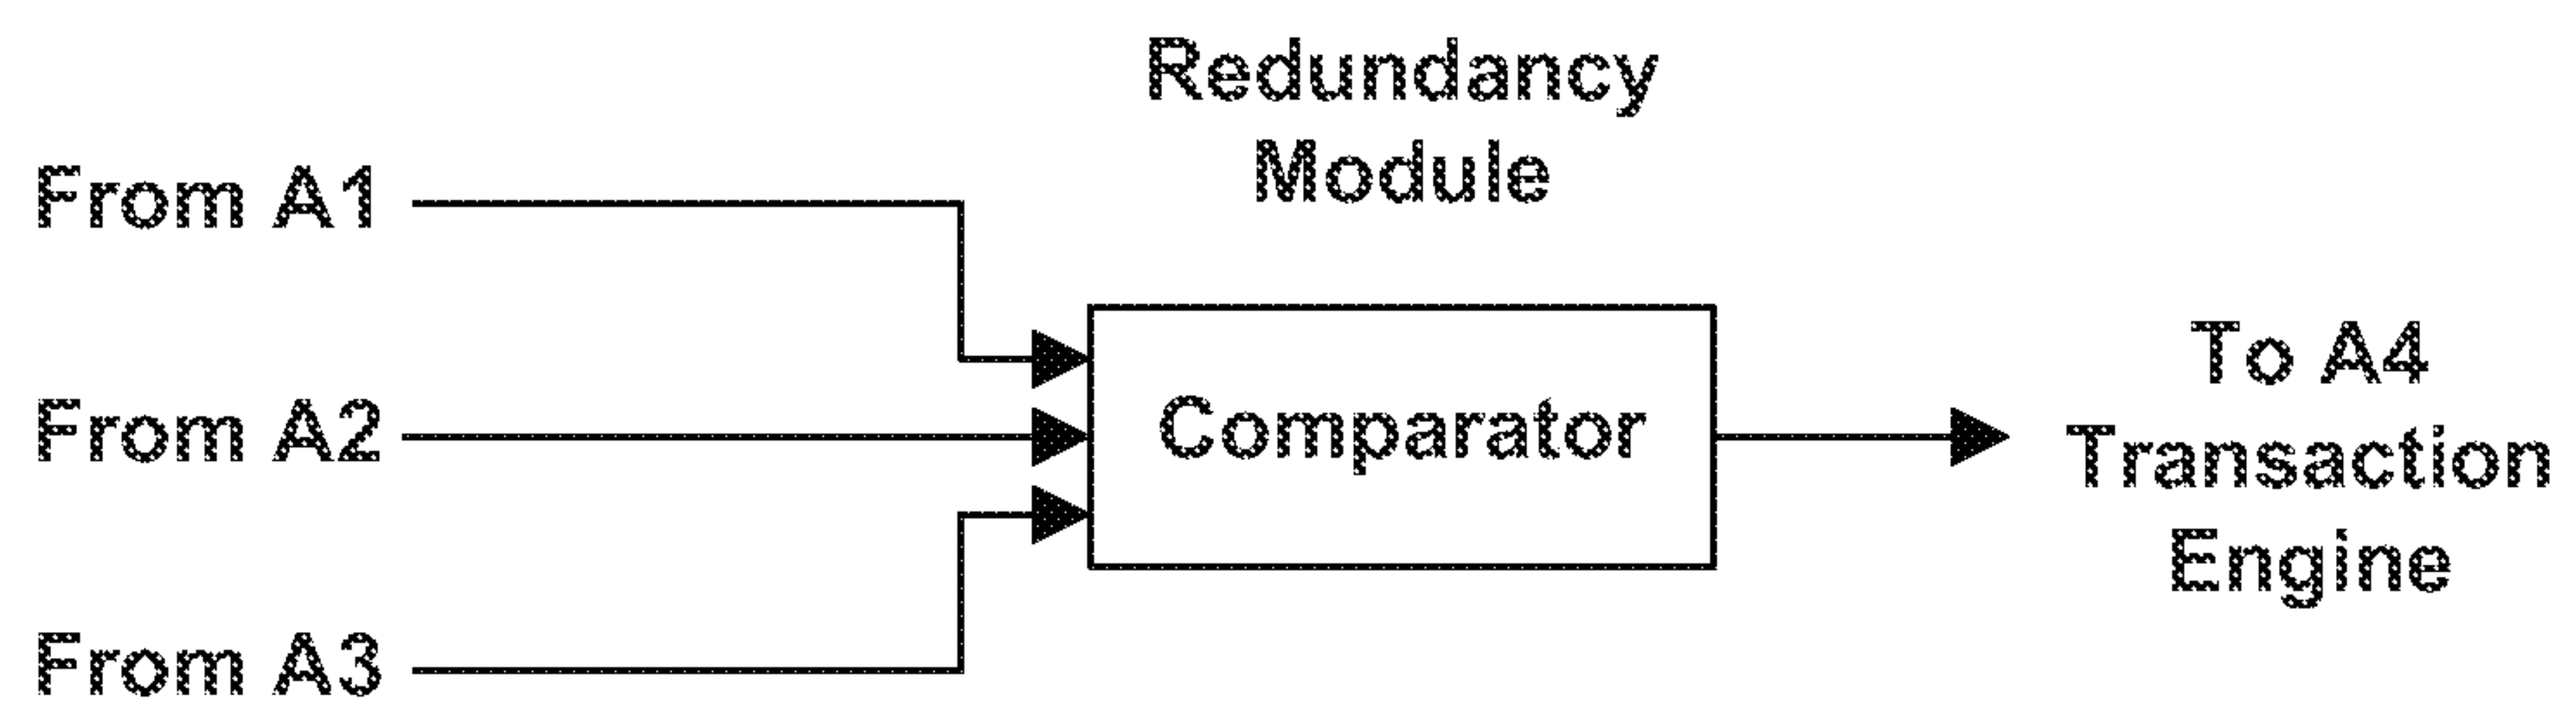 Redundancy
Module
From A1
From A2
From A3
Comparator
To A4
Transaction
Engine